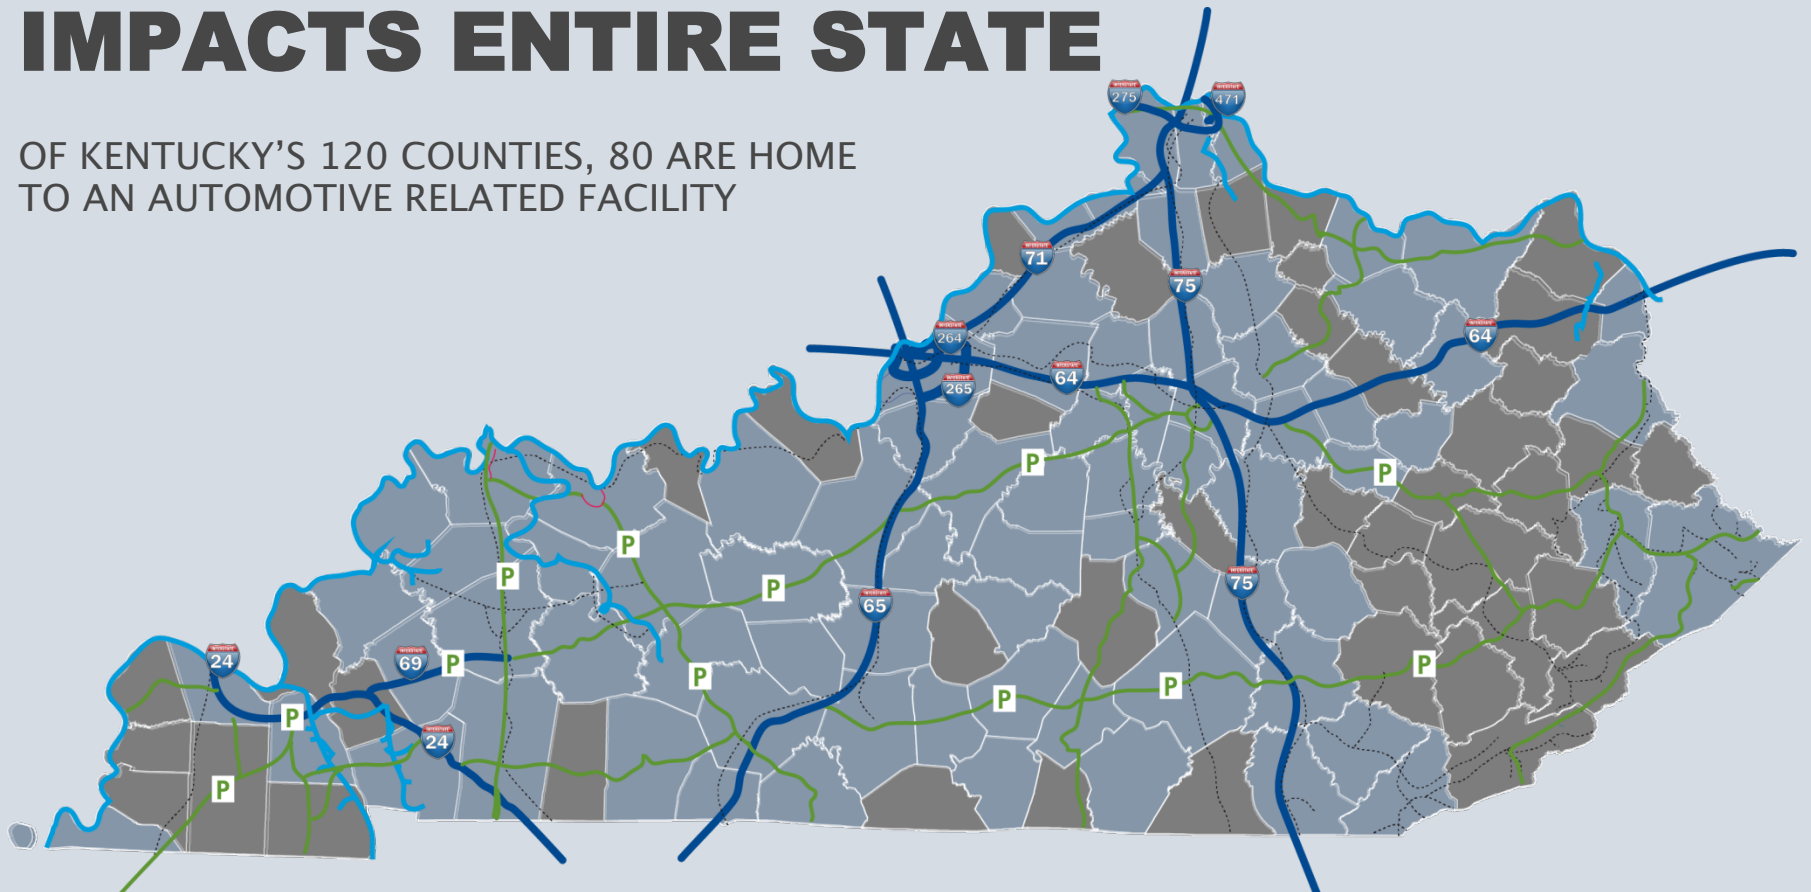 IMPACTS ENTIRE STATE
OF KENTUCKY’S 120 COUNTIES, 80 ARE HOME
TO AN AUTOMOTIVE RELATED FACILITY
275
471
71
75
264
64
64
265
P
P
P
P
P
75
65
24
69
P
P
P
P
P
P
24
P